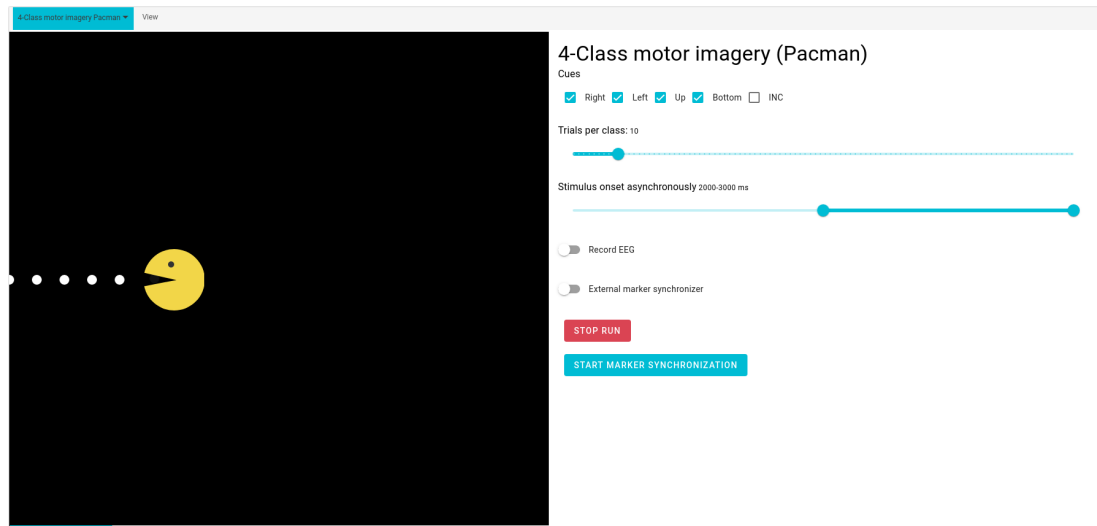 4-Class motor imagery Pacman View
4-Class motor imagery (Pacman)
Cues
Right Left Up Bottom INC
Trials per class: 10
Stimulus onset asynchronously 2000-3000 ms
Record EEG
External marker synchronizer
STOP RUN
START MARKER SYNCHRONIZATION